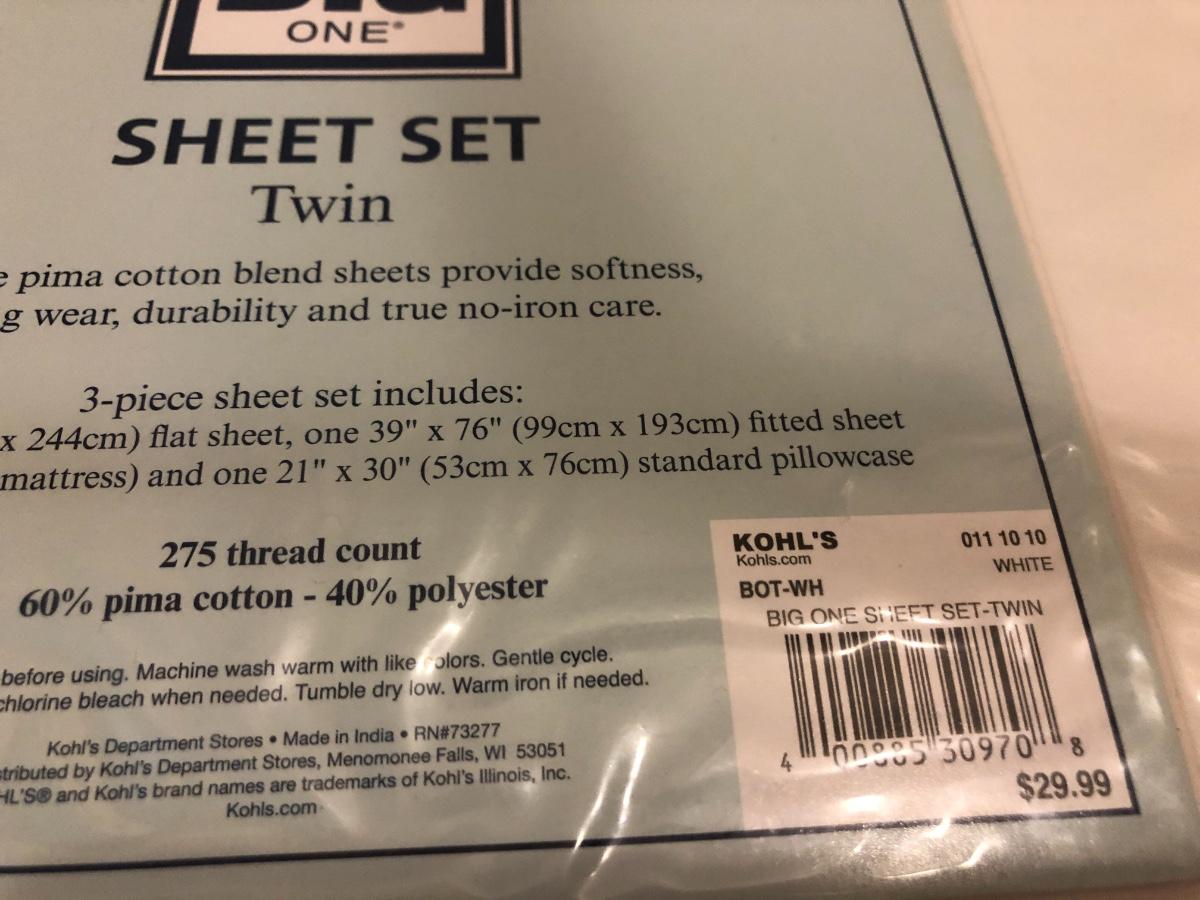 ONE®
SHEET SET
Twin
pima cotton blend sheets provide softness,
wear, durability and true no-iron care.
3-piece sheet set includes:
x 244cm) flat sheet, one 39" x 76" (99cm x 193cm) fitted sheet
mattress) and one 21" x 30" (53cm x 76cm) standard pillowcase
275 thread count
60% pima cotton - 40% polyester
before using. Machine wash warm with like colors. Gentle cycle.
chlorine bleach when needed. Tumble dry low. Warm iron if needed.
Kohl's Department Stores • Made in India • RN#73277
by Kohl's Department Stores, Menomonee Falls, WI 53051
and Kohl's brand names are trademarks of Kohl's Illinois, Inc.
Kohls.com
KOHL'S 011 10 10
Kohls.com WHITE
BOT-WH
BIG ONE SHEET SET-TWIN
4 00885 30970 8
$29.99